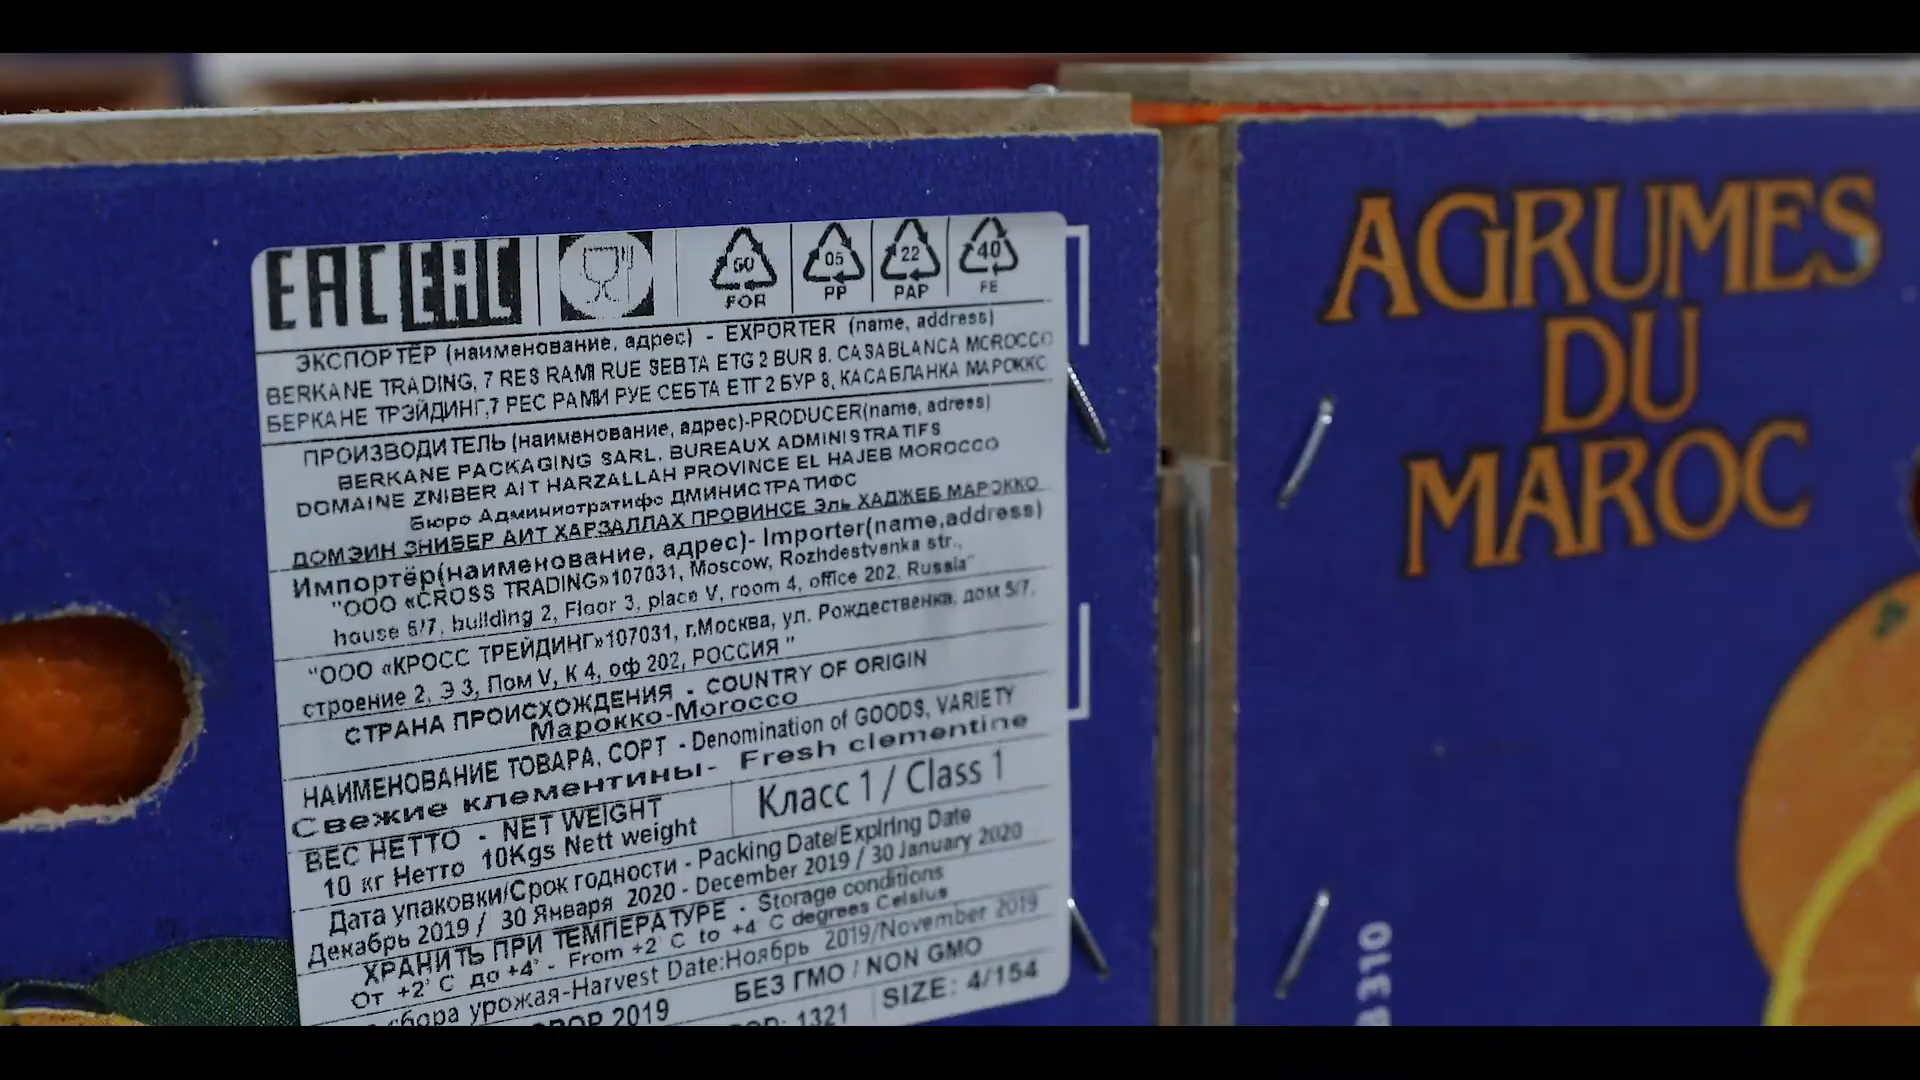 EAC EAC
60 05 22 40
FOR PP PAP FE
ЭКСПОРТЁР (наименование, адрес) - EXPORTER (name, address)
BERKANE TRADING, 7 RES RAMI RUE SEBTA ETG 2 BUR 8, CASABLANCA MOROCCO
БЕРКАНЕ ТРЭЙДИНГ,7 РЕС РАМИ РУЕ СЕБТА ЕТГ 2 БУР 8, КАСАБЛАНКА МАРОККО
ПРОИЗВОДИТЕЛЬ (наименование, адрес)-PRODUCER(name, adress)
BERKANE PACKAGING SARL. BUREAUX ADMINISTRATIFS
DOMAINE ZNIBER AIT HARZALLAH PROVINCE EL HAJEB MOROCCO
Бюро Административфс ДМИНИСТРАТИФС
ДОМЭИН ЗНИБЕР АИТ ХАРЗАЛЛАХ ПРОВИНСЕ Эль ХАДЖЕБ МАРОККО
Импортёр(наименование, адрес)- Importer(name,address)
"ООО «CROSS TRADING»107031, Moscow, Rozhdestvenka str.,
house 5/7, building 2, Floor 3, place V, room 4, office 202, Russia"
"ООО «КРОСС ТРЕЙДИНГ»107031, г.Москва, ул. Рождественка, дом 5/7,
строение 2, Э 3, Пом V, К 4, оф 202, РОССИЯ "
СТРАНА ПРОИСХОЖДЕНИЯ - COUNTRY OF ORIGIN
Марокко-Morocco
НАИМЕНОВАНИЕ ТОВАРА, СОРТ - Denomination of GOODS, VARIETY
Свежие клементины- Fresh clementine
ВЕС НЕТТО - NET WEIGHT
10 кг Нетто 10Kgs Nett weight
Класс 1 / Class 1
Дата упаковки/Срок годности - Packing Date/Expiring Date
Декабрь 2019 / 30 Января 2020 - December 2019 / 30 January 2020
ХРАНИТЬ ПРИ ТЕМПЕРАТУРЕ - Storage conditions
От +2° C до +4° - From +2° C to +4° C degrees Celsius
сбора урожая-Harvest Date:Ноябрь 2019/November 2019
2019 БЕЗ ГМО / NON GMO
1321 SIZE: 4/154
AGRUMES
DU
MAROC
310